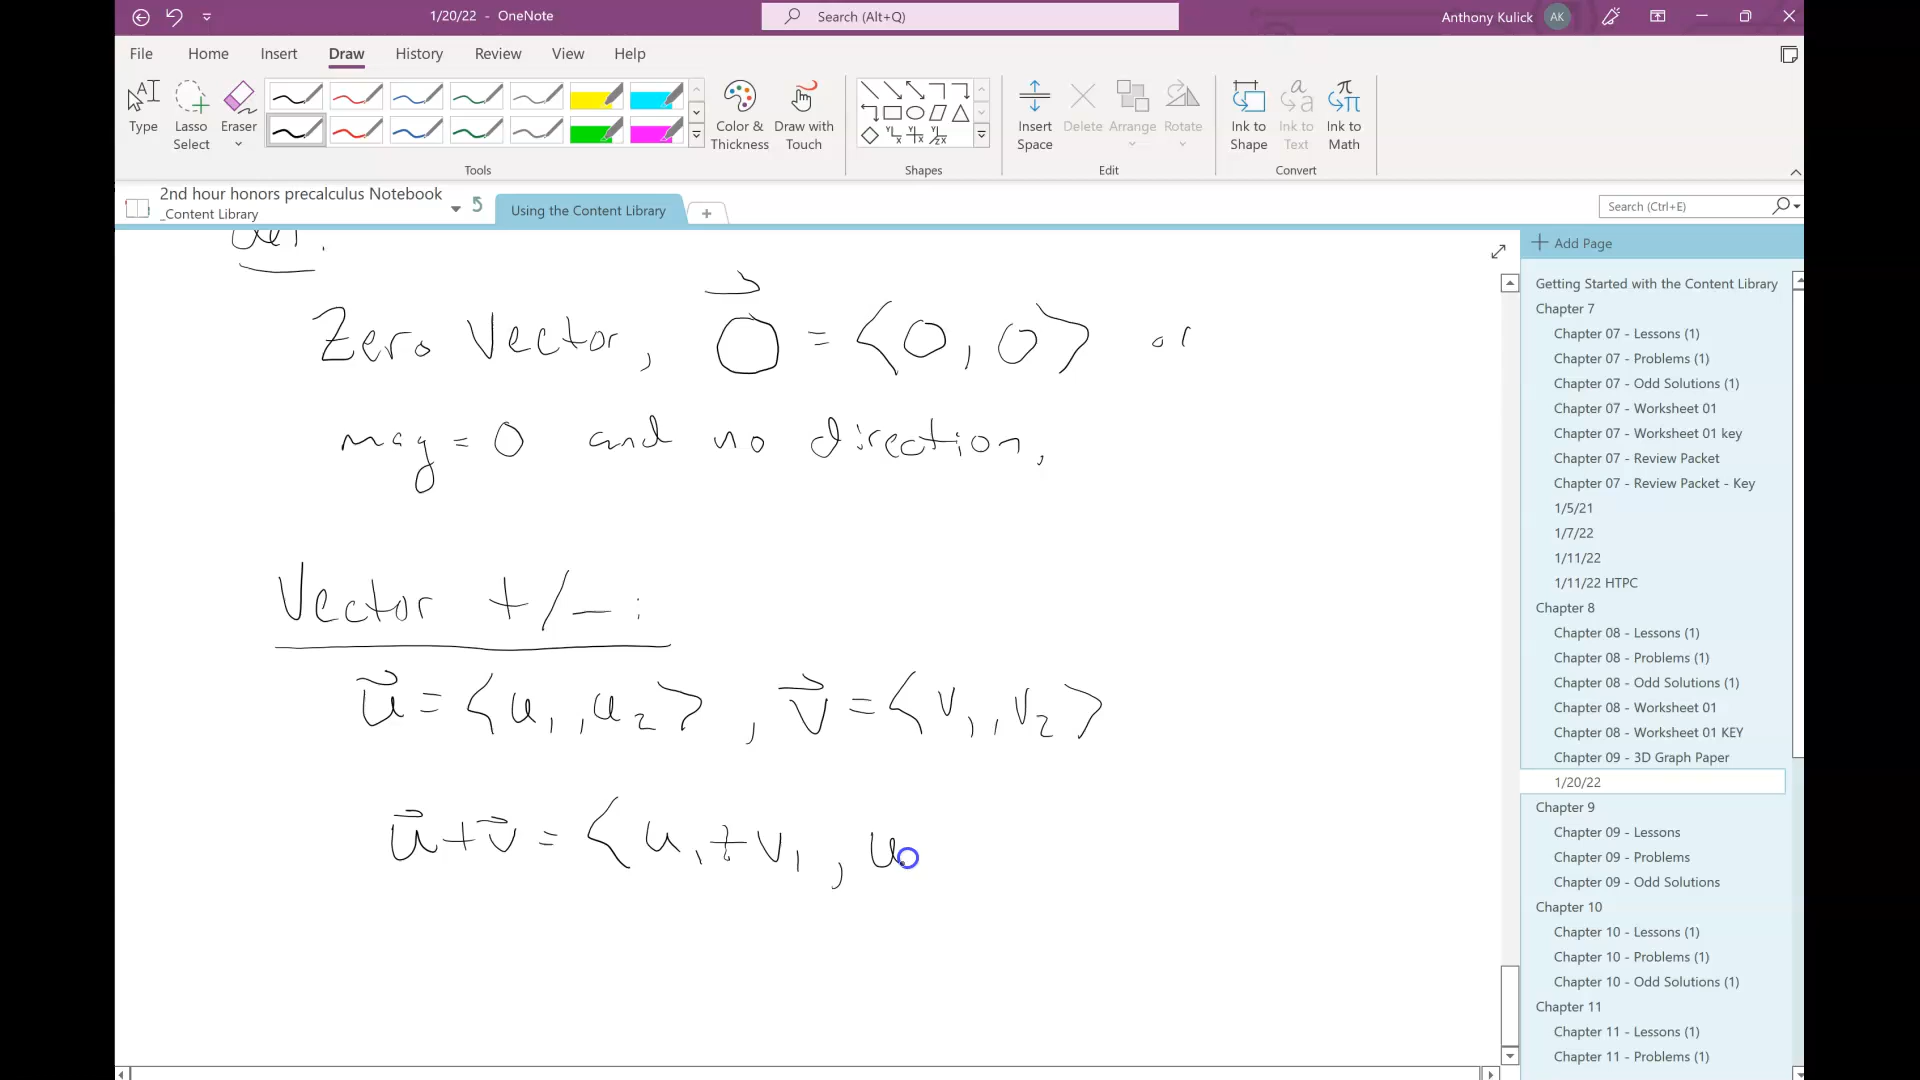 1/20/22 - OneNote
Search (Alt+Q)
Anthony Kulick
AK
File Home Insert Draw History Review View Help
Type
Lasso Select
Eraser
Color & Thickness
Draw with Touch
Insert Space
Delete
Arrange
Rotate
Ink to Shape
Ink to Text
Ink to Math
Tools
Shapes
Edit
Convert
2nd hour honors precalculus Notebook
_Content Library
Using the Content Library
Search (Ctrl+E)
def.
Zero Vector, 0⃗ = ⟨0, 0⟩ or
mag = 0 and no direction,
Vector +/- :
u⃗ = ⟨u₁, u₂⟩, v⃗ = ⟨v₁, v₂⟩
u⃗ + v⃗ = ⟨u₁ + v₁, u
Add Page
Getting Started with the Content Library
Chapter 7
Chapter 07 - Lessons (1)
Chapter 07 - Problems (1)
Chapter 07 - Odd Solutions (1)
Chapter 07 - Worksheet 01
Chapter 07 - Worksheet 01 key
Chapter 07 - Review Packet
Chapter 07 - Review Packet - Key
1/5/21
1/7/22
1/11/22
1/11/22 HTPC
Chapter 8
Chapter 08 - Lessons (1)
Chapter 08 - Problems (1)
Chapter 08 - Odd Solutions (1)
Chapter 08 - Worksheet 01
Chapter 08 - Worksheet 01 KEY
Chapter 09 - 3D Graph Paper
1/20/22
Chapter 9
Chapter 09 - Lessons
Chapter 09 - Problems
Chapter 09 - Odd Solutions
Chapter 10
Chapter 10 - Lessons (1)
Chapter 10 - Problems (1)
Chapter 10 - Odd Solutions (1)
Chapter 11
Chapter 11 - Lessons (1)
Chapter 11 - Problems (1)